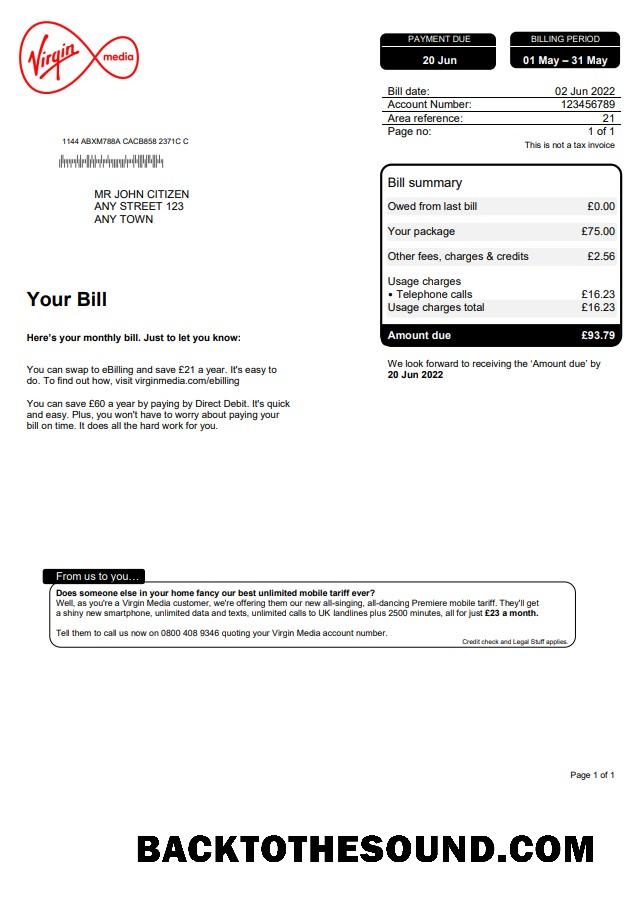 Virgin media
PAYMENT DUE
20 Jun
BILLING PERIOD
01 May – 31 May
Bill date: 02 Jun 2022
Account Number: 123456789
Area reference: 21
Page no: 1 of 1
This is not a tax invoice
1144 ABXM788A CACB858 2371C C
MR JOHN CITIZEN
ANY STREET 123
ANY TOWN
Bill summary
Owed from last bill £0.00
Your package £75.00
Other fees, charges & credits £2.56
Usage charges
• Telephone calls £16.23
Usage charges total £16.23
Amount due £93.79
We look forward to receiving the ‘Amount due’ by
20 Jun 2022
Your Bill
Here’s your monthly bill. Just to let you know:
You can swap to eBilling and save £21 a year. It's easy to
do. To find out how, visit virginmedia.com/ebilling
You can save £60 a year by paying by Direct Debit. It's quick
and easy. Plus, you won't have to worry about paying your
bill on time. It does all the hard work for you.
From us to you…
Does someone else in your home fancy our best unlimited mobile tariff ever?
Well, as you're a Virgin Media customer, we're offering them our new all-singing, all-dancing Premiere mobile tariff. They'll get
a shiny new smartphone, unlimited data and texts, unlimited calls to UK landlines plus 2500 minutes, all for just £23 a month.
Tell them to call us now on 0800 408 9346 quoting your Virgin Media account number.
Credit check and Legal Stuff applies.
Page 1 of 1
BACKTOTHESOUND.COM